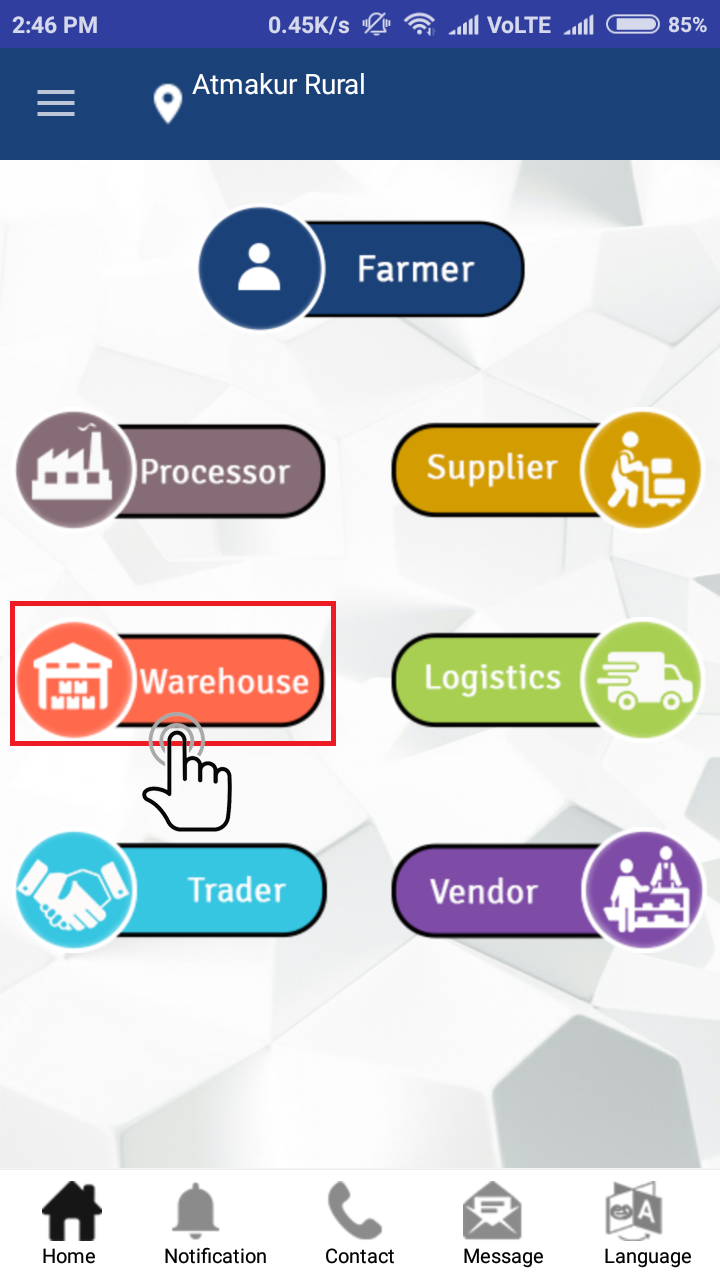 2:46 PM 0.45K/s VoLTE 85%
Atmakur Rural
Farmer
Processor
Supplier
Warehouse
Logistics
Trader
Vendor
Home
Notification
Contact
Message
Language